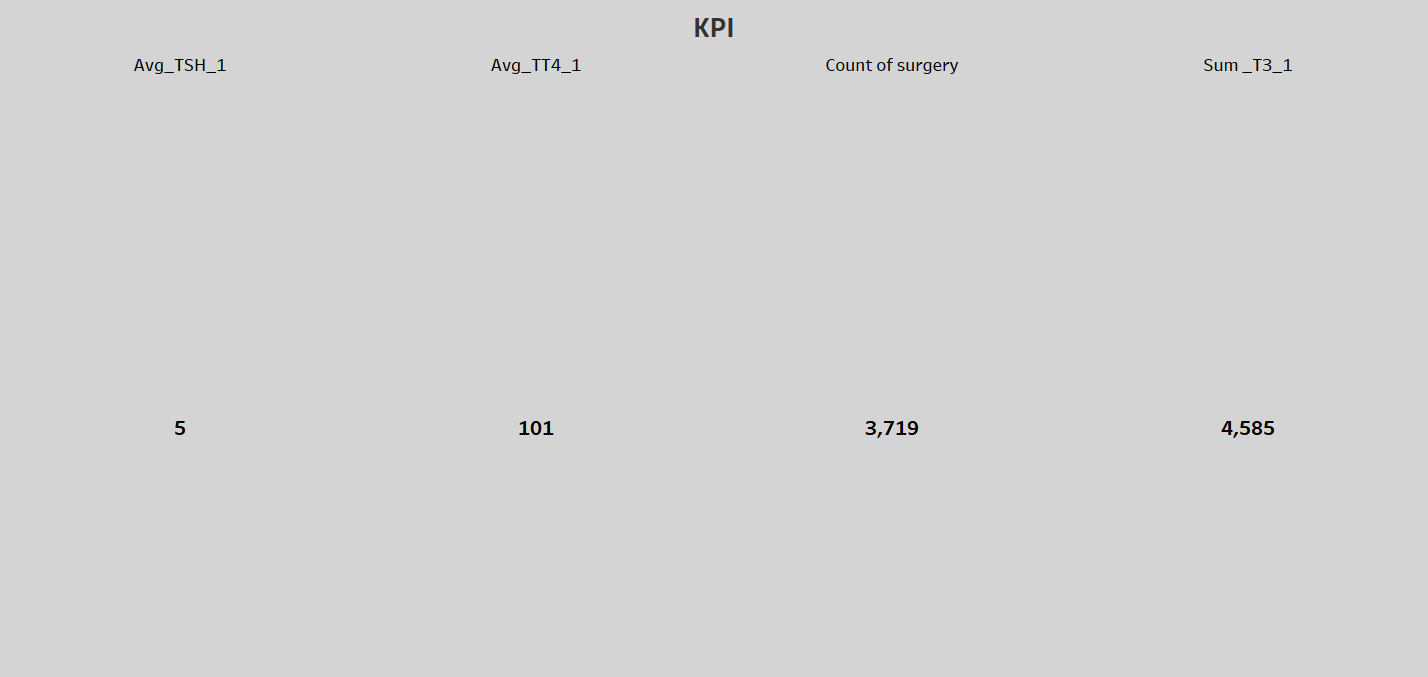 KPI
Avg_TSH_1 Avg_TT4_1 Count of surgery Sum _T3_1
5 101 3,719 4,585